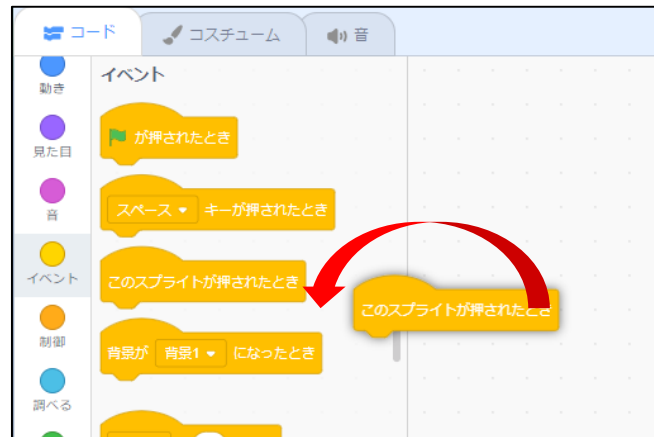 コード
コスチューム
音
動き
見た目
音
イベント
制御
調べる
イベント
が押されたとき
スペース キーが押されたとき
このスプライトが押されたとき
背景が 背景1 になったとき
このスプライトが押されたとき